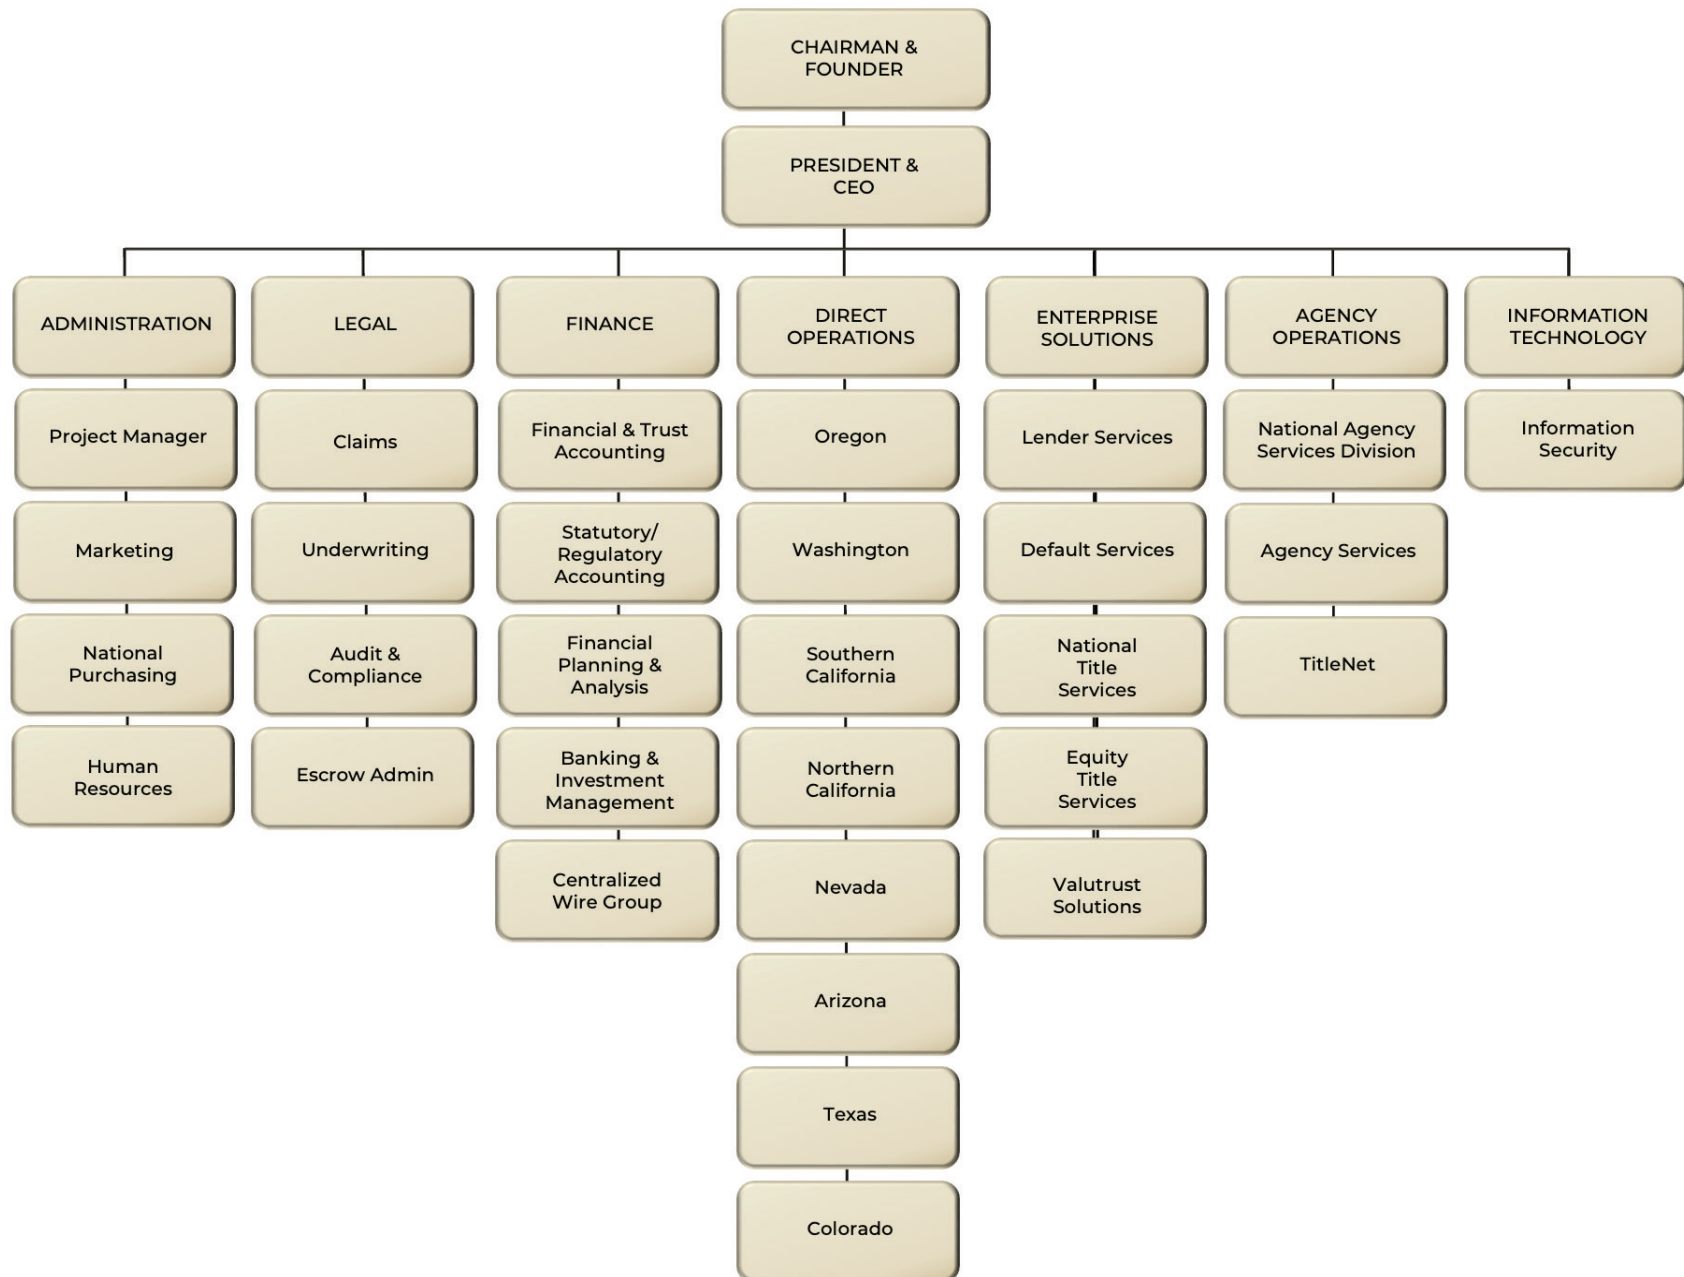 CHAIRMAN &
FOUNDER
PRESIDENT &
CEO
ADMINISTRATION
Project Manager
Marketing
National
Purchasing
Human
Resources
LEGAL
Claims
Underwriting
Audit &
Compliance
Escrow Admin
FINANCE
Financial & Trust
Accounting
Statutory/
Regulatory
Accounting
Financial
Planning &
Analysis
Banking &
Investment
Management
Centralized
Wire Group
DIRECT
OPERATIONS
Oregon
Washington
Southern
California
Northern
California
Nevada
Arizona
Texas
Colorado
ENTERPRISE
SOLUTIONS
Lender Services
Default Services
National
Title
Services
Equity
Title
Services
Valutrust
Solutions
AGENCY
OPERATIONS
National Agency
Services Division
Agency Services
TitleNet
INFORMATION
TECHNOLOGY
Information
Security